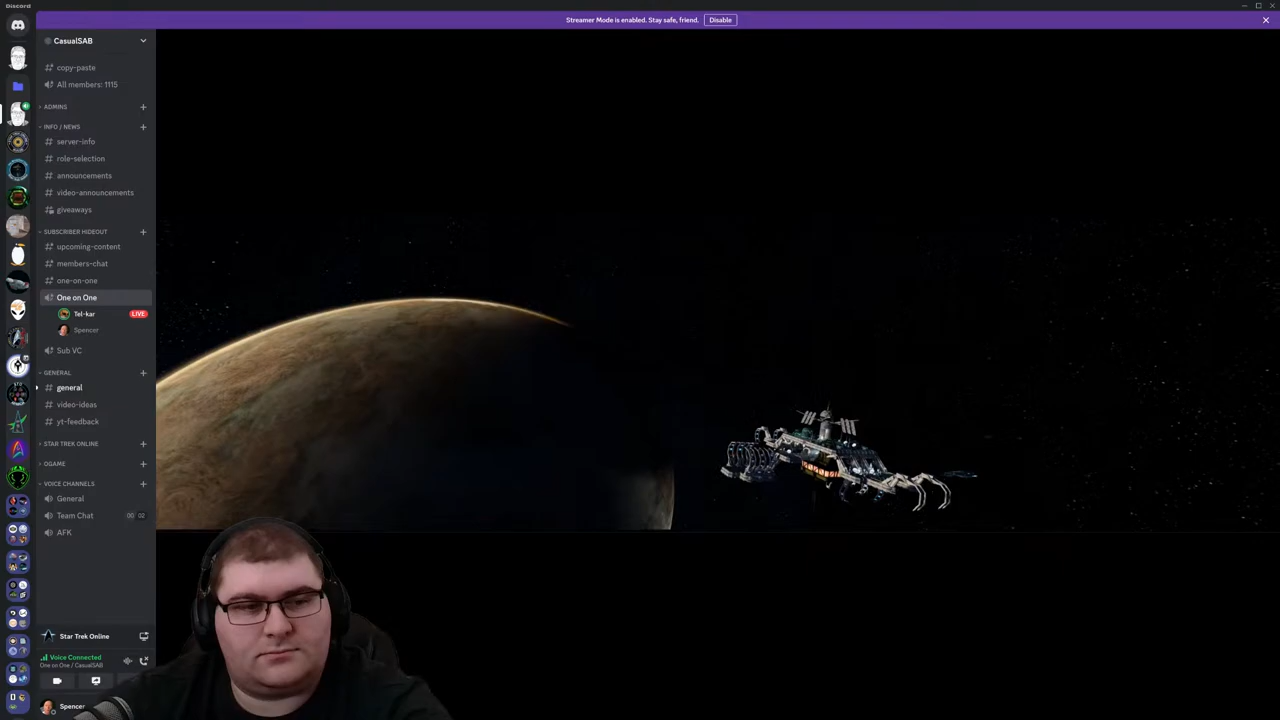 Discord
Streamer Mode is enabled. Stay safe, friend.
Disable
CasualSAB
copy-paste
All members: 1115
ADMINS
INFO / NEWS
server-info
role-selection
announcements
video-announcements
giveaways
SUBSCRIBER HIDEOUT
upcoming-content
members-chat
one-on-one
One on One
Tel-kar LIVE
Spencer
Sub VC
GENERAL
general
video-ideas
yt-feedback
STAR TREK ONLINE
OGAME
VOICE CHANNELS
General
Team Chat 00 02
AFK
Star Trek Online
Voice Connected
One on One / CasualSAB
Spencer